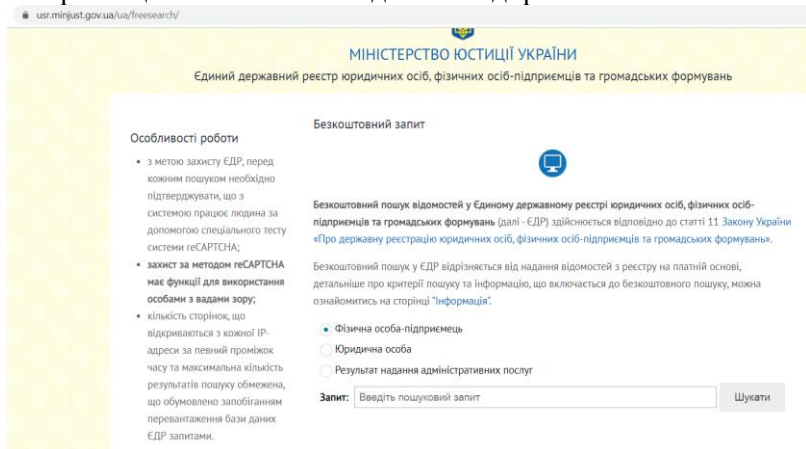 usr.minjust.gov.ua/ua/freesearch/
МІНІСТЕРСТВО ЮСТИЦІЇ УКРАЇНИ
Єдиний державний реєстр юридичних осіб, фізичних осіб-підприємців та громадських формувань
Особливості роботи
з метою захисту ЄДР, перед
кожним пошуком необхідно
підтверджувати, що з
системою працює людина за
допомогою спеціального тесту
системи reCAPTCHA;
захист за методом reCAPTCHA
має функції для використання
особами з вадами зору;
кількість сторінок, що
відкриваються з кожної IP-
адреси за певний проміжок
часу та максимальна кількість
результатів пошуку обмежена,
що обумовлено запобіганням
перевантаження бази даних
ЄДР запитами.
Безкоштовний запит
Безкоштовний пошук відомостей у Єдиному державному реєстрі юридичних осіб, фізичних осіб-
підприємців та громадських формувань (далі - ЄДР) здійснюється відповідно до статті 11 Закону України
«Про державну реєстрацію юридичних осіб, фізичних осіб-підприємців та громадських формувань».
Безкоштовний пошук у ЄДР відрізняється від надання відомостей з реєстру на платній основі,
детальніше про критерії пошуку та інформацію, що включається до безкоштовного пошуку, можна
ознайомитись на сторінці "Інформація".
Фізична особа-підприємець
Юридична особа
Результат надання адміністративних послуг
Запит: Введіть пошуковий запит Шукати